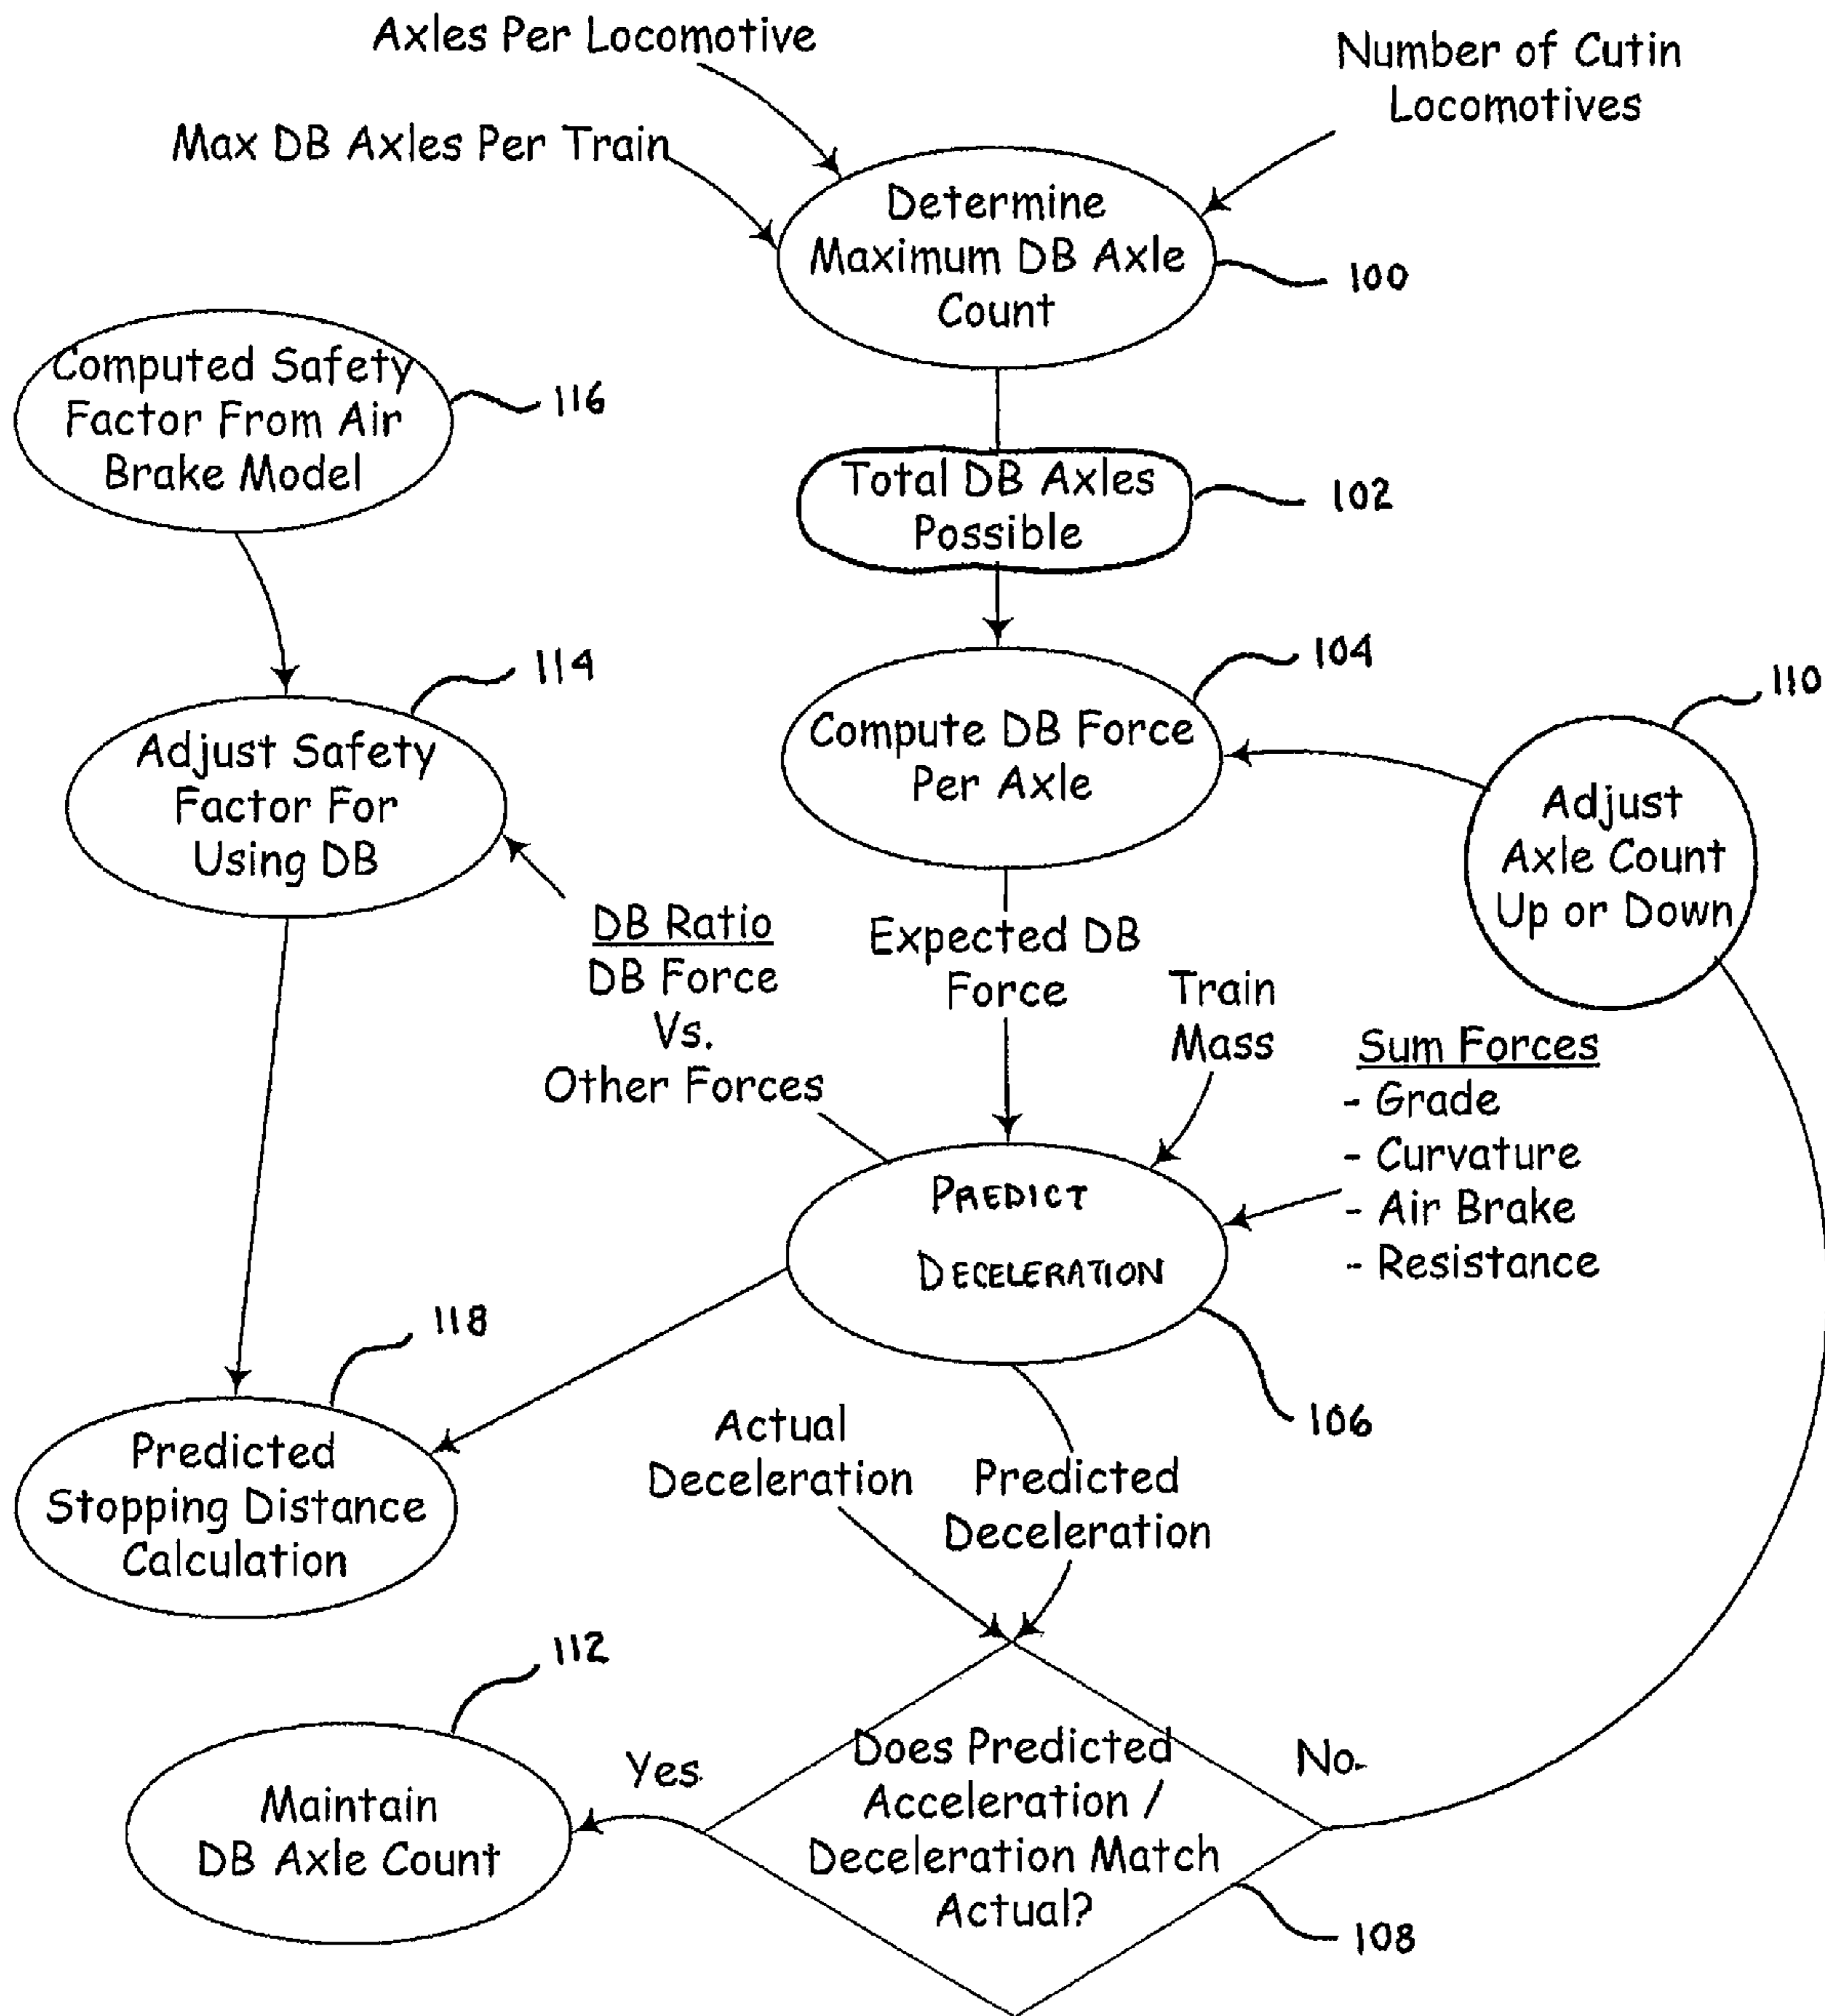 Axles Per Locomotive
Number of Cutin
Locomotives
Max DB Axles Per Train
Determine
Maximum DB Axle
Count
100
Computed Safety
Factor From Air
Brake Model
116
Total DB Axles
Possible
102
104
114
110
Compute DB Force
Per Axle
Adjust Safety
Factor For
Using DB
Adjust
Axle Count
Up or Down
DB Ratio
DB Force
Vs.
Other Forces
Expected DB
Force
Train
Mass
Sum Forces
- Grade
- Curvature
- Air Brake
- Resistance
PREDICT
DECELERATION
118
106
Predicted
Stopping Distance
Calculation
Actual
Deceleration
Predicted
Deceleration
112
Maintain
DB Axle Count
Yes
Does Predicted
Acceleration /
Deceleration Match
Actual?
No
108